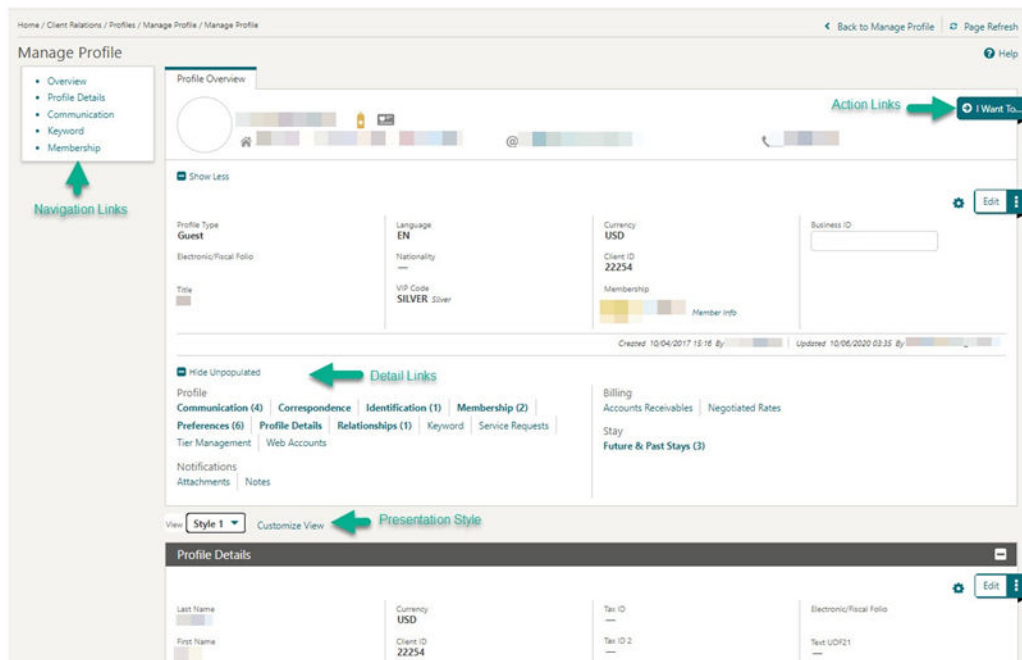 Home / Client Relations / Profiles / Manage Profile / Manage Profile
Back to Manage Profile
Page Refresh
Manage Profile
Help
Overview
Profile Details
Communication
Keyword
Membership
Navigation Links
Profile Overview
Action Links
I Want To...
@
Show Less
Edit
Profile Type
Guest
Language
EN
Currency
USD
Business ID
Electronic/Fiscal Folio
Nationality
—
Client ID
22254
Title
VIP Code
SILVER Silver
Membership
Member Info
Created 10/04/2017 15:16 By
Updated 10/06/2020 03:35 By
Hide Unpopulated
Detail Links
Profile
Communication (4) Correspondence Identification (1) Membership (2)
Preferences (6) Profile Details Relationships (1) Keyword Service Requests
Tier Management Web Accounts
Notifications
Attachments Notes
Billing
Accounts Receivables Negotiated Rates
Stay
Future & Past Stays (3)
View Style 1 Customize View
Presentation Style
Profile Details
Edit
Last Name
Currency
USD
Tax ID
—
Electronic/Fiscal Folio
First Name
Client ID
22254
Tax ID 2
—
Text UDF21
—